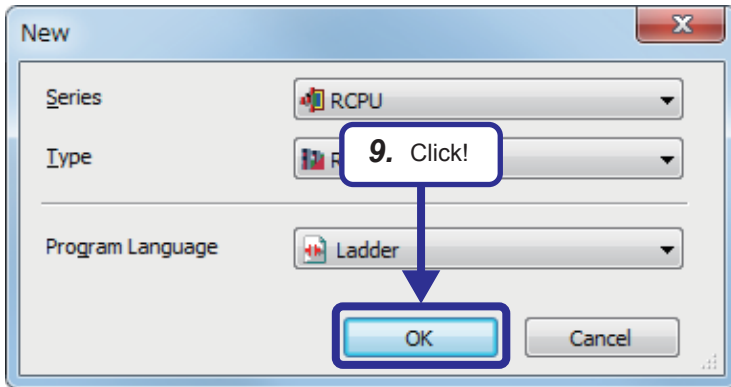 New
Series
RCPU
Type
9. Click!
Program Language
Ladder
OK
Cancel